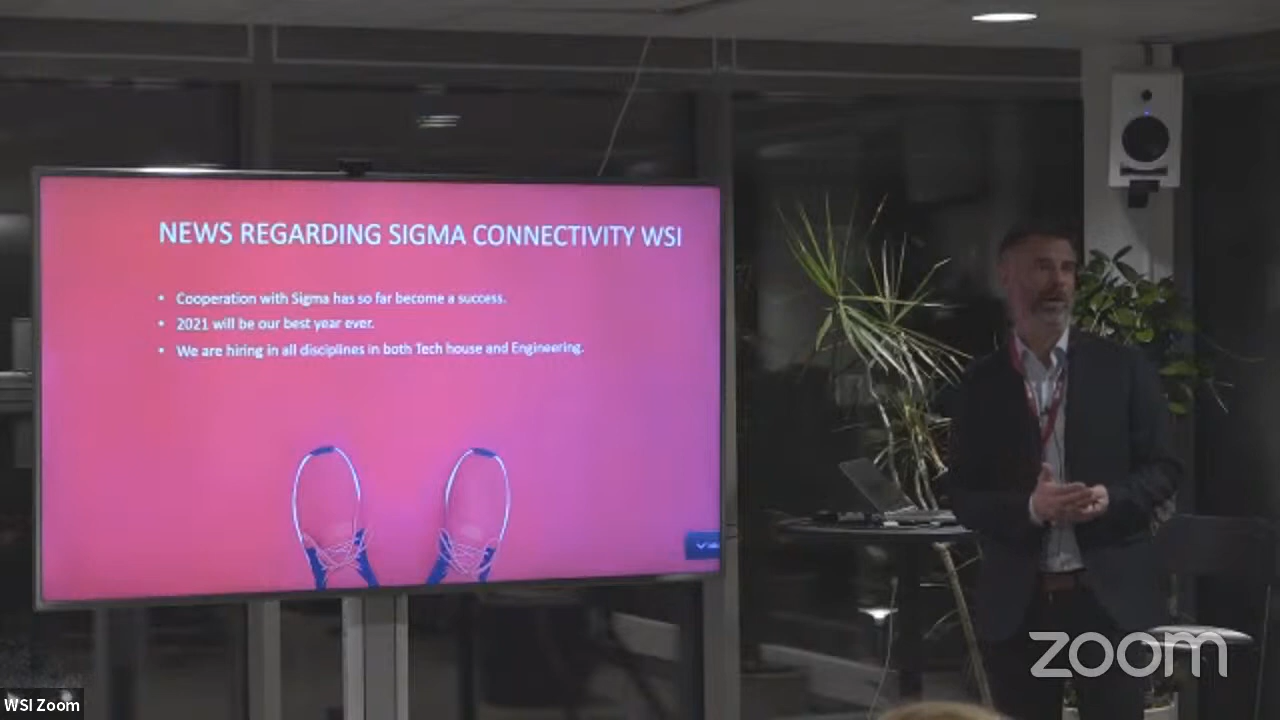 NEWS REGARDING SIGMA CONNECTIVITY WSI
• Cooperation with Sigma has so far become a success.
• 2021 will be our best year ever.
• We are hiring in all disciplines in both Tech house and Engineering.
zoom
WSI Zoom